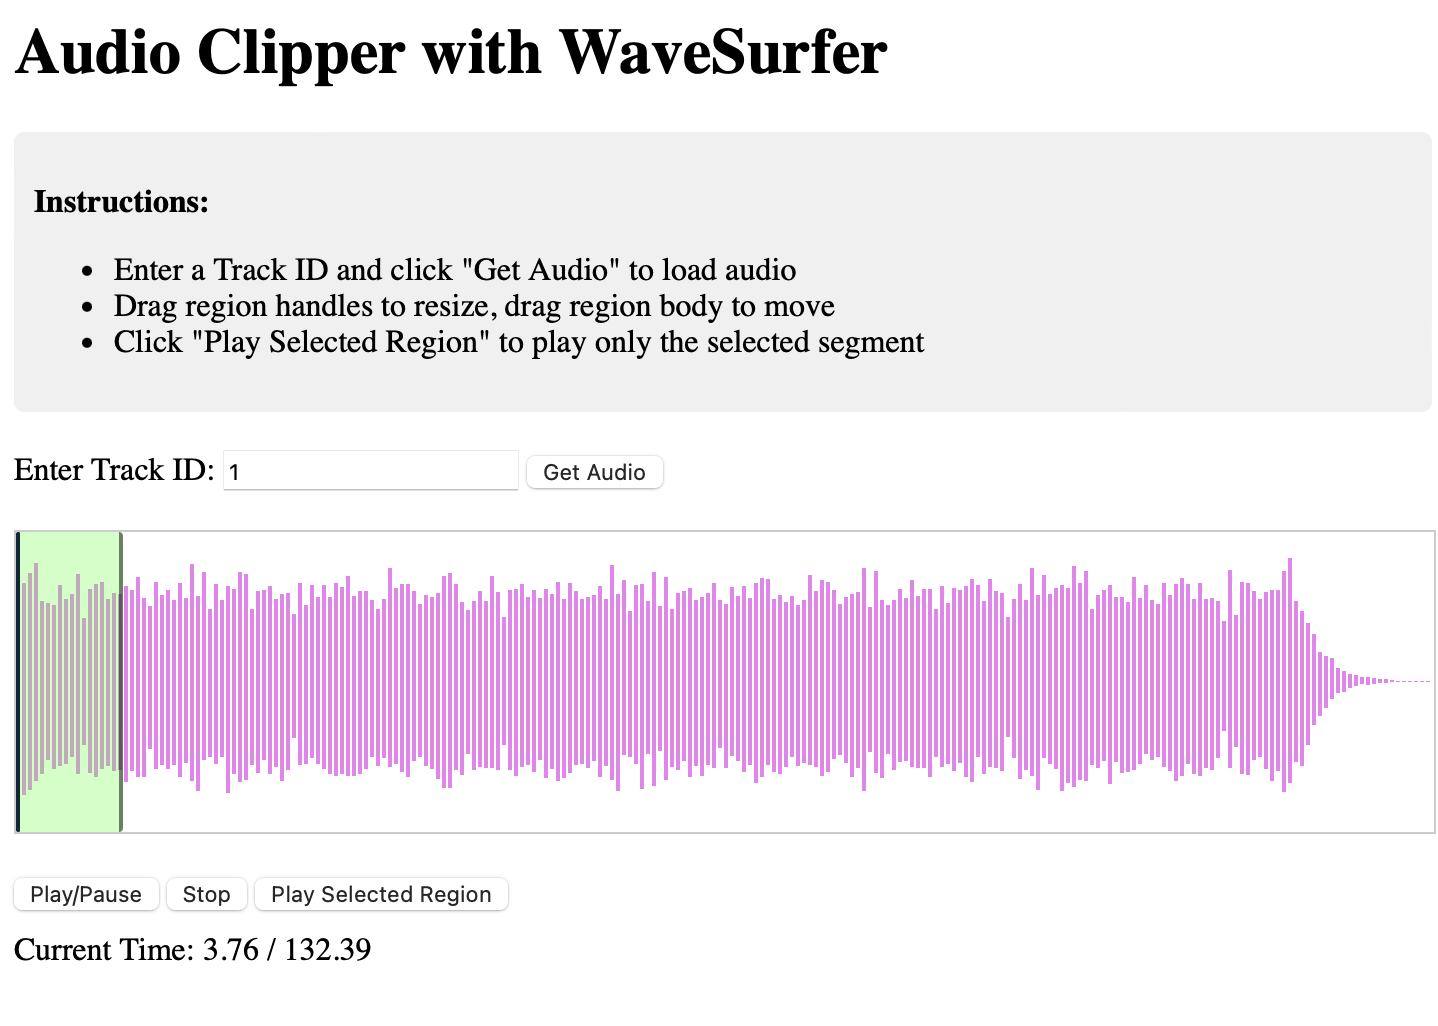 Audio Clipper with WaveSurfer
Instructions:
Enter a Track ID and click "Get Audio" to load audio
Drag region handles to resize, drag region body to move
Click "Play Selected Region" to play only the selected segment
Enter Track ID: 1 Get Audio
Play/Pause Stop Play Selected Region
Current Time: 3.76 / 132.39